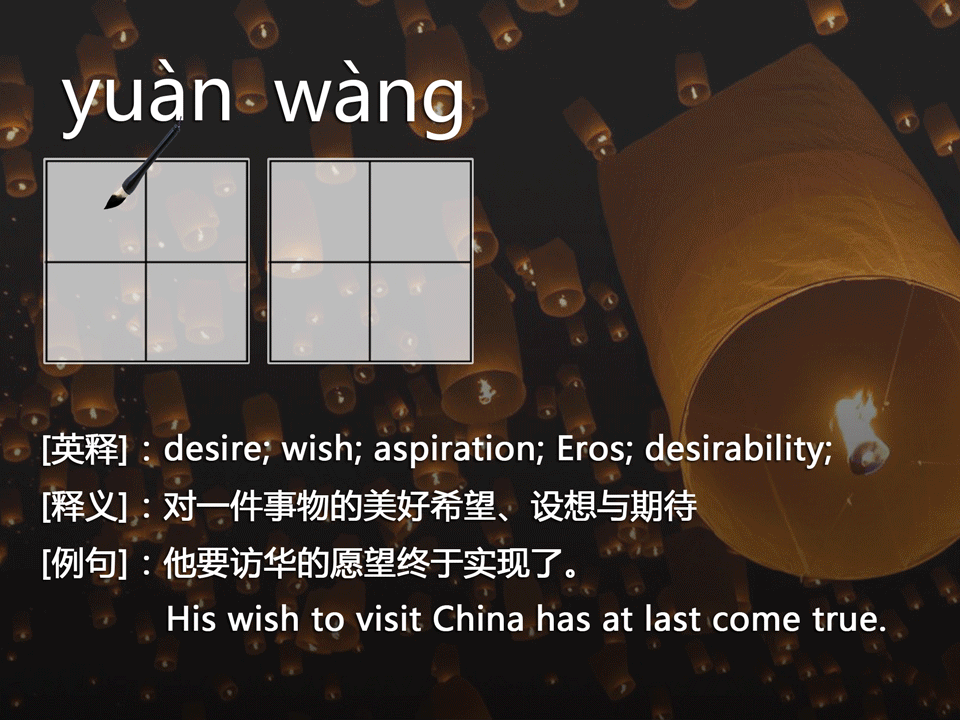 yuàn wàng
[英释]：desire; wish; aspiration; Eros; desirability;
[释义]：对一件事物的美好希望、设想与期待
[例句]：他要访华的愿望终于实现了。
His wish to visit China has at last come true.